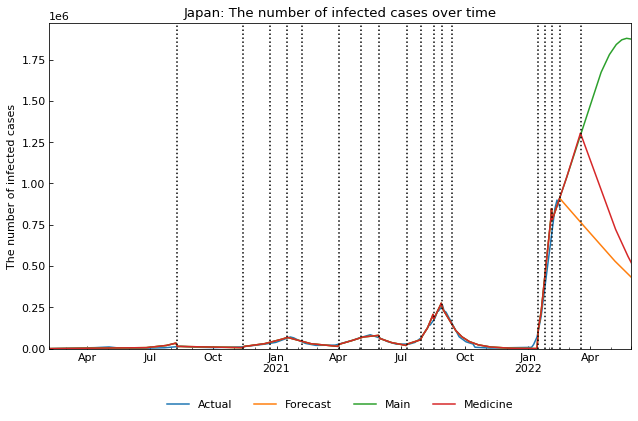 Japan: The number of infected cases over time
1e6
The number of infected cases
1.75
1.50
1.25
1.00
0.75
0.50
0.25
0.00
Apr Jul Oct Jan Apr Jul Oct Jan Apr
2021 2022
Actual Forecast Main Medicine